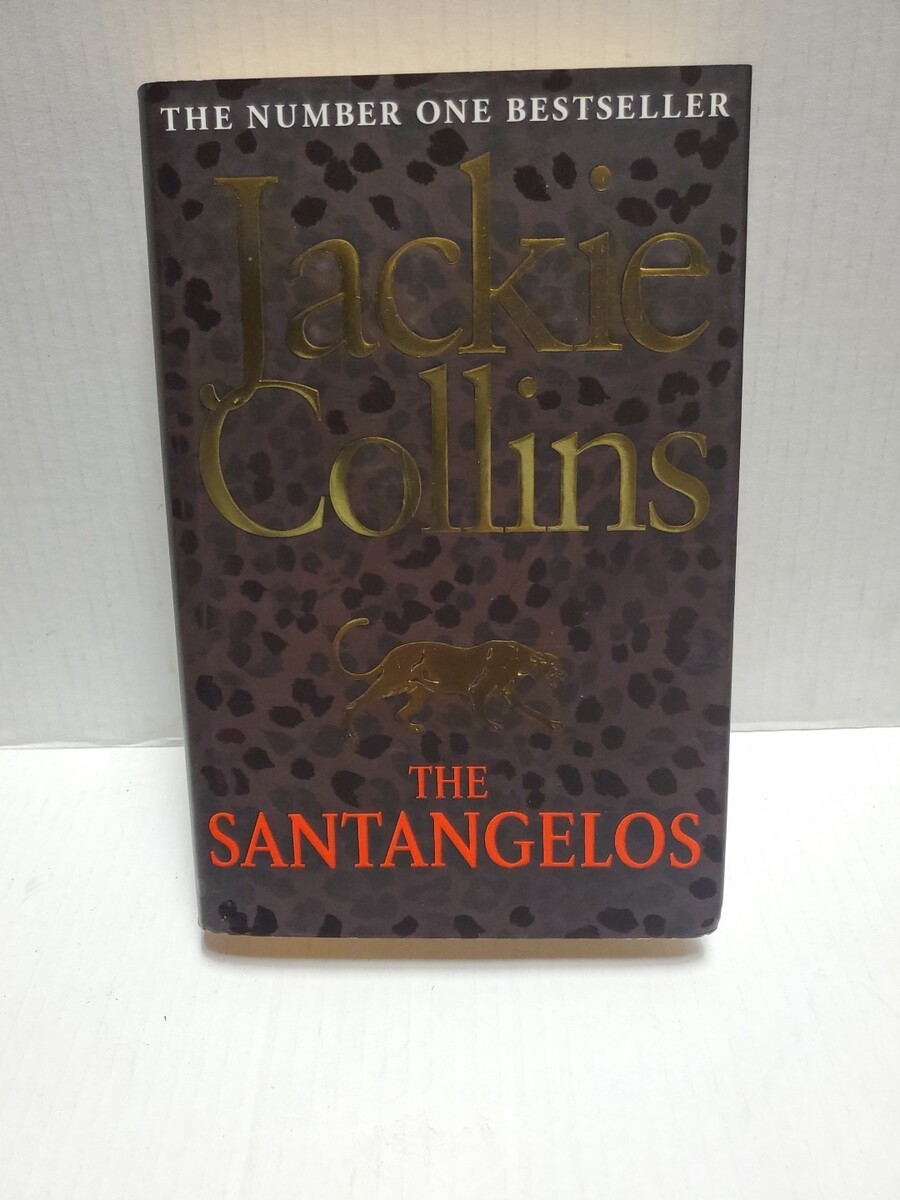 THE NUMBER ONE BESTSELLER
Jackie
Collins
THE
SANTANGELOS